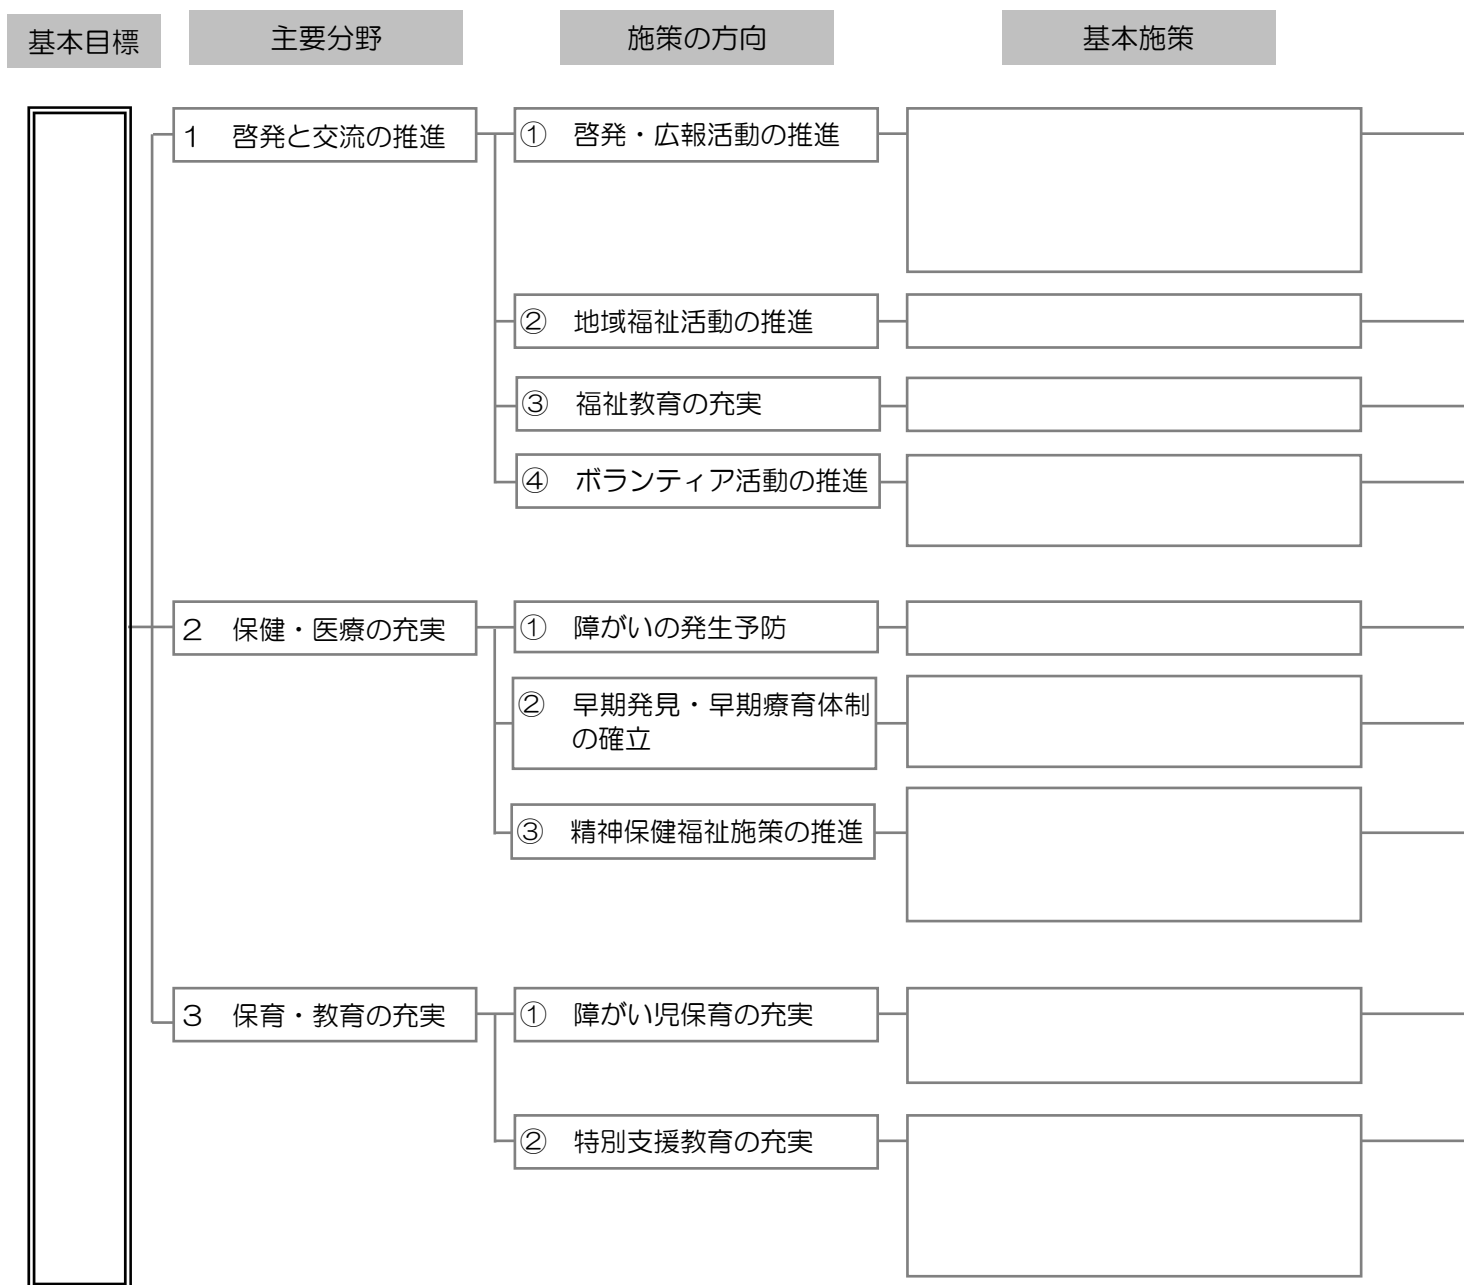 基本目標
主要分野
施策の方向
基本施策
1 啓発と交流の推進
① 啓発・広報活動の推進
② 地域福祉活動の推進
③ 福祉教育の充実
④ ボランティア活動の推進
2 保健・医療の充実
① 障がいの発生予防
② 早期発見・早期療育体制
の確立
③ 精神保健福祉施策の推進
3 保育・教育の充実
① 障がい児保育の充実
② 特別支援教育の充実